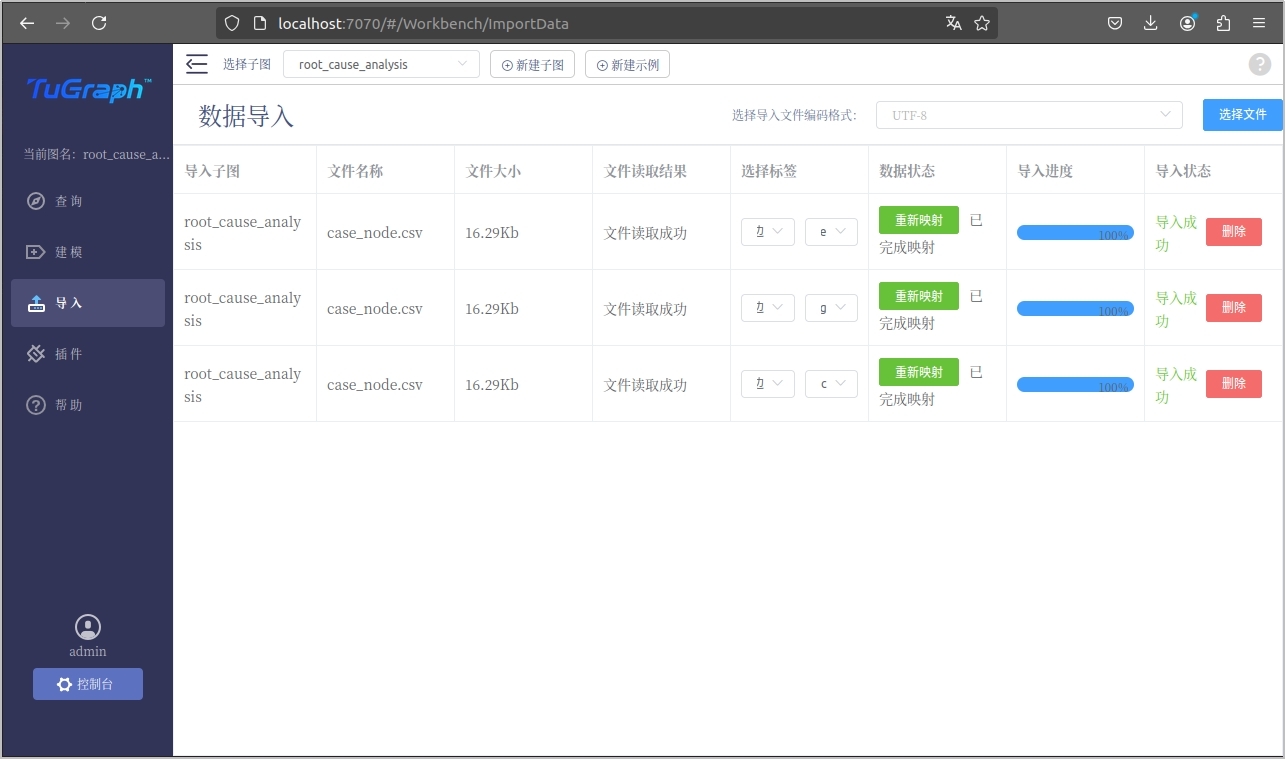 localhost:7070/#/Workbench/ImportData
TuGraph™
选择子图
root_cause_analysis
新建子图
新建示例
?
当前图名: root_cause_a...
查询
建模
导入
插件
帮助
admin
控制台
数据导入
选择导入文件编码格式:
UTF-8
选择文件
导入子图 文件名称 文件大小 文件读取结果 选择标签 数据状态 导入进度 导入状态
root_cause_analy
sis
case_node.csv
16.29Kb
文件读取成功
e
重新映射 已
完成映射
100%
导入成
功
删除
root_cause_analy
sis
case_node.csv
16.29Kb
文件读取成功
g
重新映射 已
完成映射
100%
导入成
功
删除
root_cause_analy
sis
case_node.csv
16.29Kb
文件读取成功
c
重新映射 已
完成映射
100%
导入成
功
删除